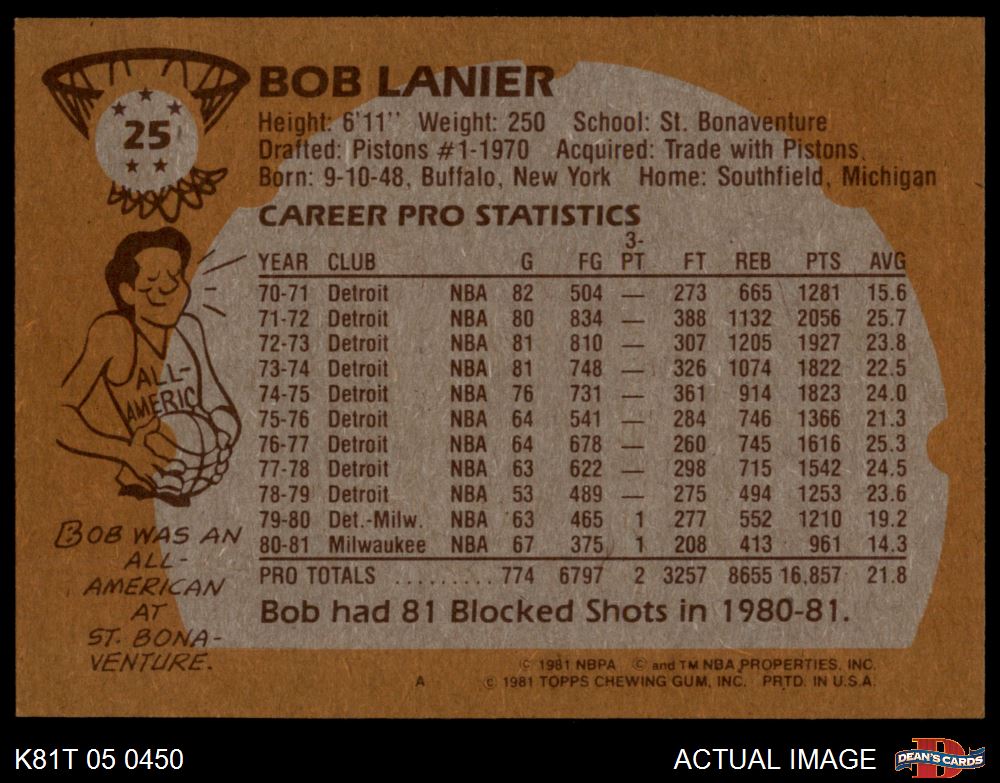 25
BOB LANIER
Height: 6'11" Weight: 250 School: St. Bonaventure
Drafted: Pistons #1-1970 Acquired: Trade with Pistons
Born: 9-10-48, Buffalo, New York Home: Southfield, Michigan
CAREER PRO STATISTICS
YEAR CLUB G FG 3-PT FT REB PTS AVG
70-71 Detroit NBA 82 504 — 273 665 1281 15.6
71-72 Detroit NBA 80 834 — 388 1132 2056 25.7
72-73 Detroit NBA 81 810 — 307 1205 1927 23.8
73-74 Detroit NBA 81 748 — 326 1074 1822 22.5
74-75 Detroit NBA 76 731 — 361 914 1823 24.0
75-76 Detroit NBA 64 541 — 284 746 1366 21.3
76-77 Detroit NBA 64 678 — 260 745 1616 25.3
77-78 Detroit NBA 63 622 — 298 715 1542 24.5
78-79 Detroit NBA 53 489 — 275 494 1253 23.6
79-80 Det.-Milw. NBA 63 465 1 277 552 1210 19.2
80-81 Milwaukee NBA 67 375 1 208 413 961 14.3
PRO TOTALS ......... 774 6797 2 3257 8655 16,857 21.8
Bob had 81 Blocked Shots in 1980-81.
ALL-
AMERIC
BOB WAS AN
ALL-
AMERICAN
AT
ST. BONA-
VENTURE.
© 1981 NBPA © and TM NBA PROPERTIES, INC.
A © 1981 TOPPS CHEWING GUM, INC. PRTD. IN U.S.A.
K81T 05 0450
ACTUAL IMAGE
D
DEAN'S CARDS